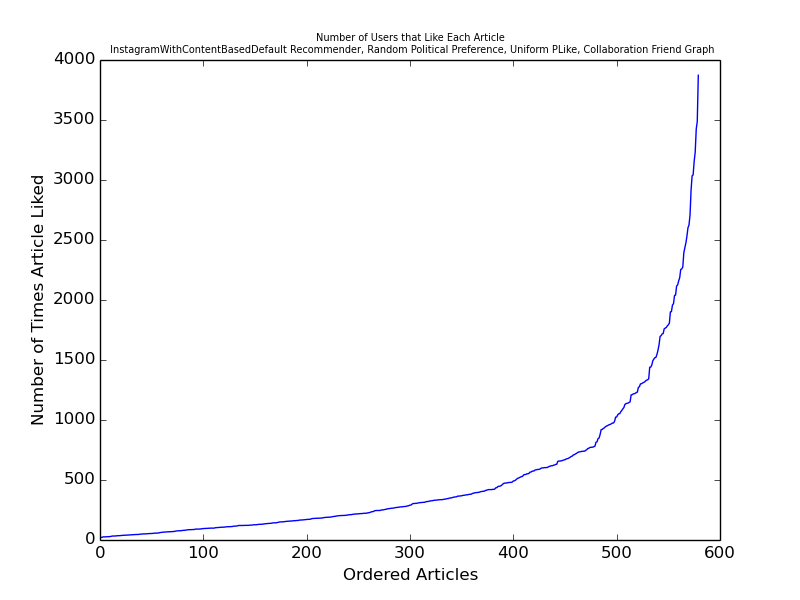 Number of Users that Like Each Article
InstagramWithContentBasedDefault Recommender, Random Political Preference, Uniform PLike, Collaboration Friend Graph
4000
3500
3000
2500
2000
1500
1000
500
0
Number of Times Article Liked
0 100 200 300 400 500 600
Ordered Articles